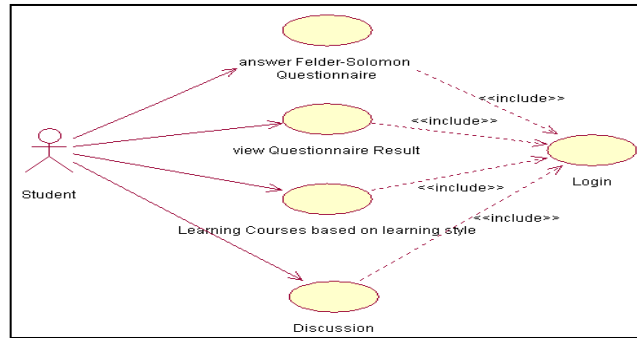 answer Felder-Solomon
Questionnaire
<<include>>
<<include>>
view Questionnaire Result
Student
Login
<<include>>
<<include>>
Learning Courses based on learning style
Discussion